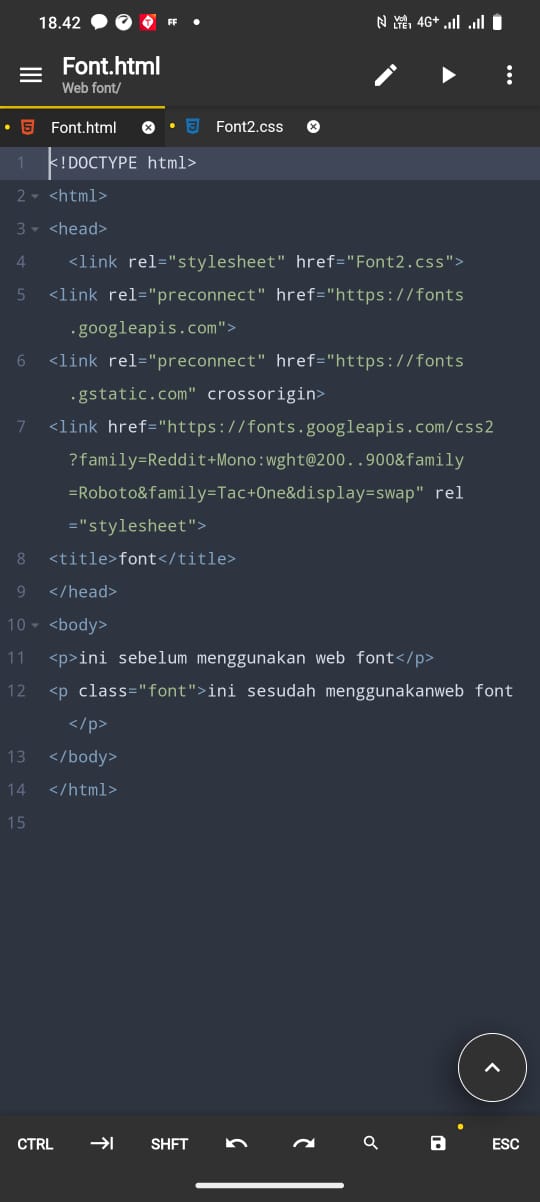 18.42 FF VoD LTE1 4G+
Font.html
Web font/
Font.html Font2.css
1 <!DOCTYPE html>
2 <html>
3 <head>
4 <link rel="stylesheet" href="Font2.css">
5 <link rel="preconnect" href="https://fonts
.googleapis.com">
6 <link rel="preconnect" href="https://fonts
.gstatic.com" crossorigin>
7 <link href="https://fonts.googleapis.com/css2
?family=Reddit+Mono:wght@200..900&family
=Roboto&family=Tac+One&display=swap" rel
="stylesheet">
8 <title>font</title>
9 </head>
10 <body>
11 <p>ini sebelum menggunakan web font</p>
12 <p class="font">ini sesudah menggunakanweb font
</p>
13 </body>
14 </html>
15
CTRL SHFT ESC